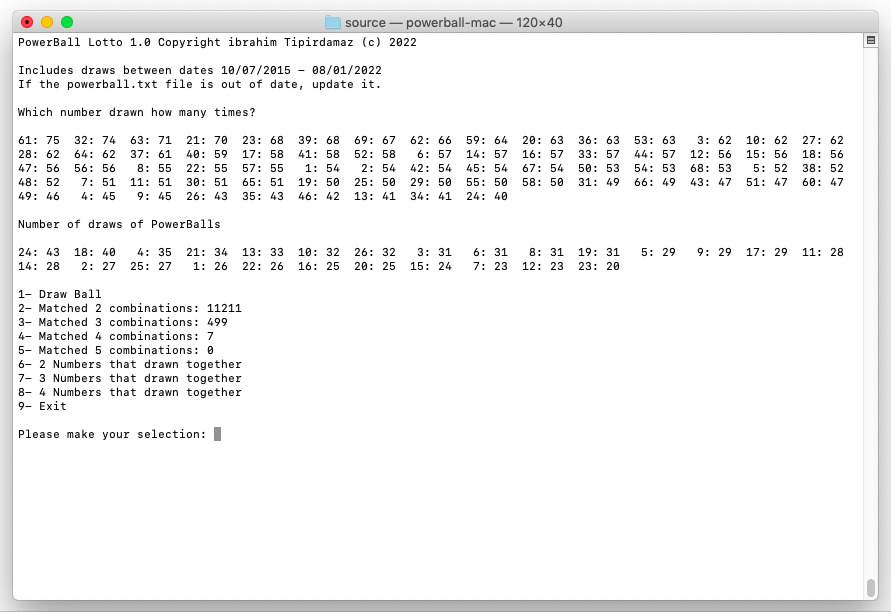 source — powerball-mac — 120×40
PowerBall Lotto 1.0 Copyright ibrahim Tipirdamaz (c) 2022
Includes draws between dates 10/07/2015 - 08/01/2022
If the powerball.txt file is out of date, update it.
Which number drawn how many times?
61: 75  32: 74  63: 71  21: 70  23: 68  39: 68  69: 67  62: 66  59: 64  20: 63  36: 63  53: 63   3: 62  10: 62  27: 62
28: 62  64: 62  37: 61  40: 59  17: 58  41: 58  52: 58   6: 57  14: 57  16: 57  33: 57  44: 57  12: 56  15: 56  18: 56
47: 56  56: 56   8: 55  22: 55  57: 55   1: 54   2: 54  42: 54  45: 54  67: 54  50: 53  54: 53  68: 53   5: 52  38: 52
48: 52   7: 51  11: 51  30: 51  65: 51  19: 50  25: 50  29: 50  55: 50  58: 50  31: 49  66: 49  43: 47  51: 47  60: 47
49: 46   4: 45   9: 45  26: 43  35: 43  46: 42  13: 41  34: 41  24: 40
Number of draws of PowerBalls
24: 43  18: 40   4: 35  21: 34  13: 33  10: 32  26: 32   3: 31   6: 31   8: 31  19: 31   5: 29   9: 29  17: 29  11: 28
14: 28   2: 27  25: 27   1: 26  22: 26  16: 25  20: 25  15: 24   7: 23  12: 23  23: 20
1- Draw Ball
2- Matched 2 combinations: 11211
3- Matched 3 combinations: 499
4- Matched 4 combinations: 7
5- Matched 5 combinations: 0
6- 2 Numbers that drawn together
7- 3 Numbers that drawn together
8- 4 Numbers that drawn together
9- Exit
Please make your selection: